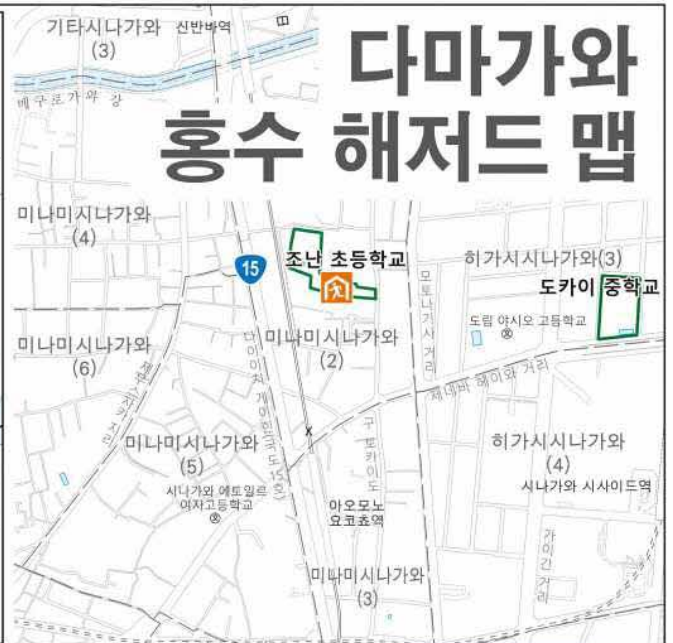 다마가와
홍수 해저드 맵
기타시나가와
(3)
신반바역
메구로가와 강
미나미시나가와
(4)
15
조난 초등학교
히가시시나가와(3)
도카이 중학교
도립 야시오 고등학교
모토나기사 거리
미나미시나가와
(2)
미나미시나가와
(6)
제네바 헤이와 거리
다이이치 게이힌(국도 15호)
미나미시나가와
(5)
구 토카이도
히가시시나가와
(4)
시나가와 시사이드역
시나가와 에토일르
여자고등학교
아오모노
요코쵸역
가이간 거리
미나미시나가와
(3)